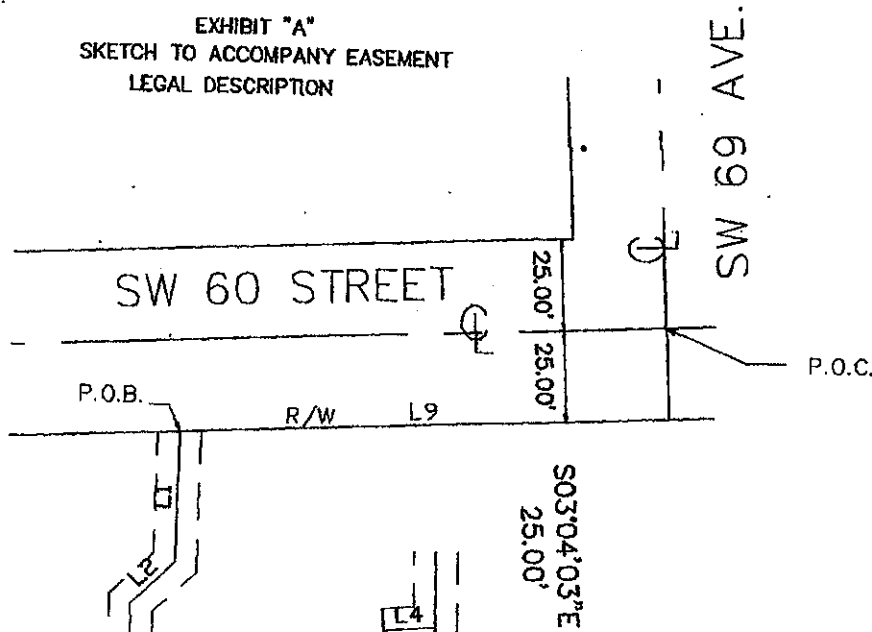 EXHIBIT "A"
SKETCH TO ACCOMPANY EASEMENT
LEGAL DESCRIPTION
SW 69 AVE.
SW 60 STREET
25.00'
25.00'
P.O.C.
P.O.B.
R/W
L9
S03°04'03"E
25.00'
L2
L4